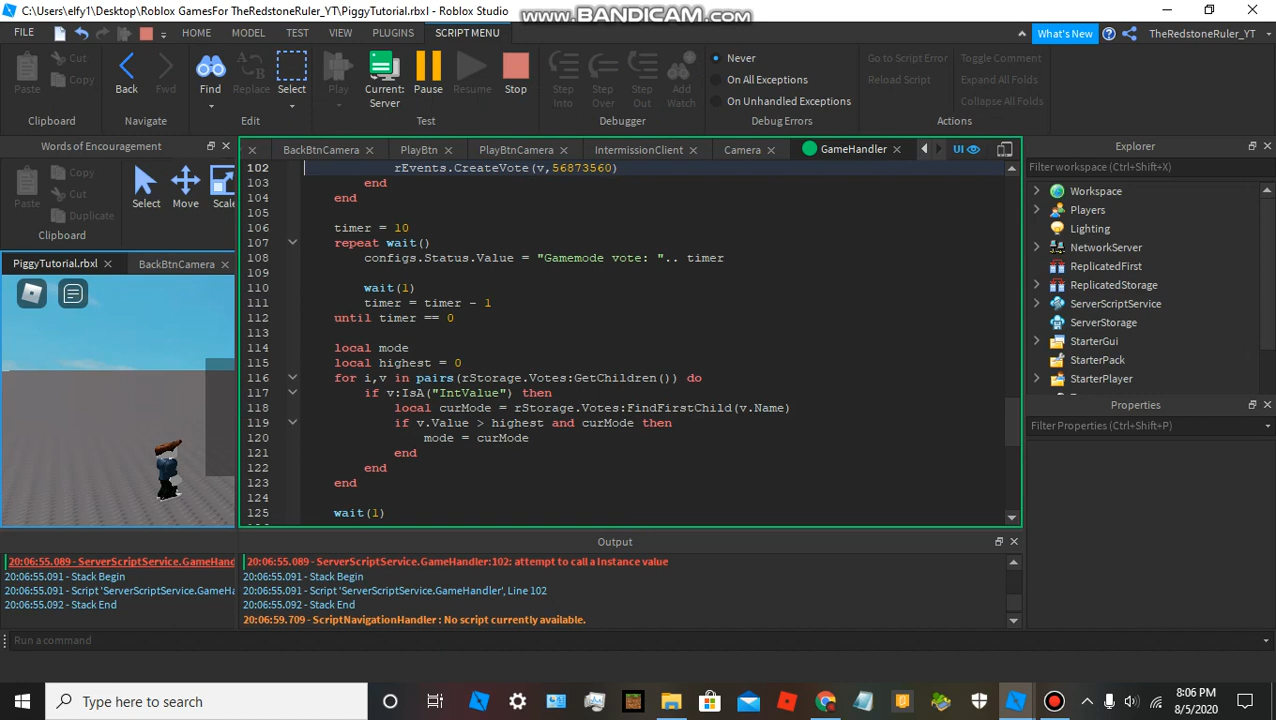 C:\Users\elfy1\Desktop\Roblox GamesFor TheRedstoneRuler_YT\PiggyTutorial.rbxl - Roblox Studio
www.BANDICAM.com
FILE HOME MODEL TEST VIEW PLUGINS SCRIPT MENU What's New TheRedstoneRuler_YT
Paste Cut Copy Back Fwd Find Replace Select Play Current: Server Pause Resume Stop Step Into Step Over Step Out Add Watch Never On All Exceptions On Unhandled Exceptions Go to Script Error Reload Script Toggle Comment Expand All Folds Collapse All Folds
Clipboard Navigate Edit Test Debugger Debug Errors Actions
Words of Encouragement
Paste Cut Copy Duplicate Select Move Scale
Clipboard
PiggyTutorial.rbxl BackBtnCamera
BackBtnCamera PlayBtn PlayBtnCamera IntermissionClient Camera GameHandler UI
102 rEvents.CreateVote(v,56873560)
103 end
104 end
105
106 timer = 10
107 repeat wait()
108 configs.Status.Value = "Gamemode vote: ".. timer
109
110 wait(1)
111 timer = timer - 1
112 until timer == 0
113
114 local mode
115 local highest = 0
116 for i,v in pairs(rStorage.Votes:GetChildren()) do
117 if v:IsA("IntValue") then
118 local curMode = rStorage.Votes:FindFirstChild(v.Name)
119 if v.Value > highest and curMode then
120 mode = curMode
121 end
122 end
123 end
124
125 wait(1)
Explorer
Filter workspace (Ctrl+Shift+X)
Workspace
Players
Lighting
NetworkServer
ReplicatedFirst
ReplicatedStorage
ServerScriptService
ServerStorage
StarterGui
StarterPack
StarterPlayer
Properties
Filter Properties (Ctrl+Shift+P)
20:06:55.089 - ServerScriptService.GameHand
20:06:55.091 - Stack Begin
20:06:55.091 - Script 'ServerScriptService.GameHa
20:06:55.092 - Stack End
Output
20:06:55.089 - ServerScriptService.GameHandler:102: attempt to call a Instance value
20:06:55.091 - Stack Begin
20:06:55.091 - Script 'ServerScriptService.GameHandler', Line 102
20:06:55.092 - Stack End
20:06:59.709 - ScriptNavigationHandler : No script currently available.
Run a command
Type here to search
8:06 PM
8/5/2020